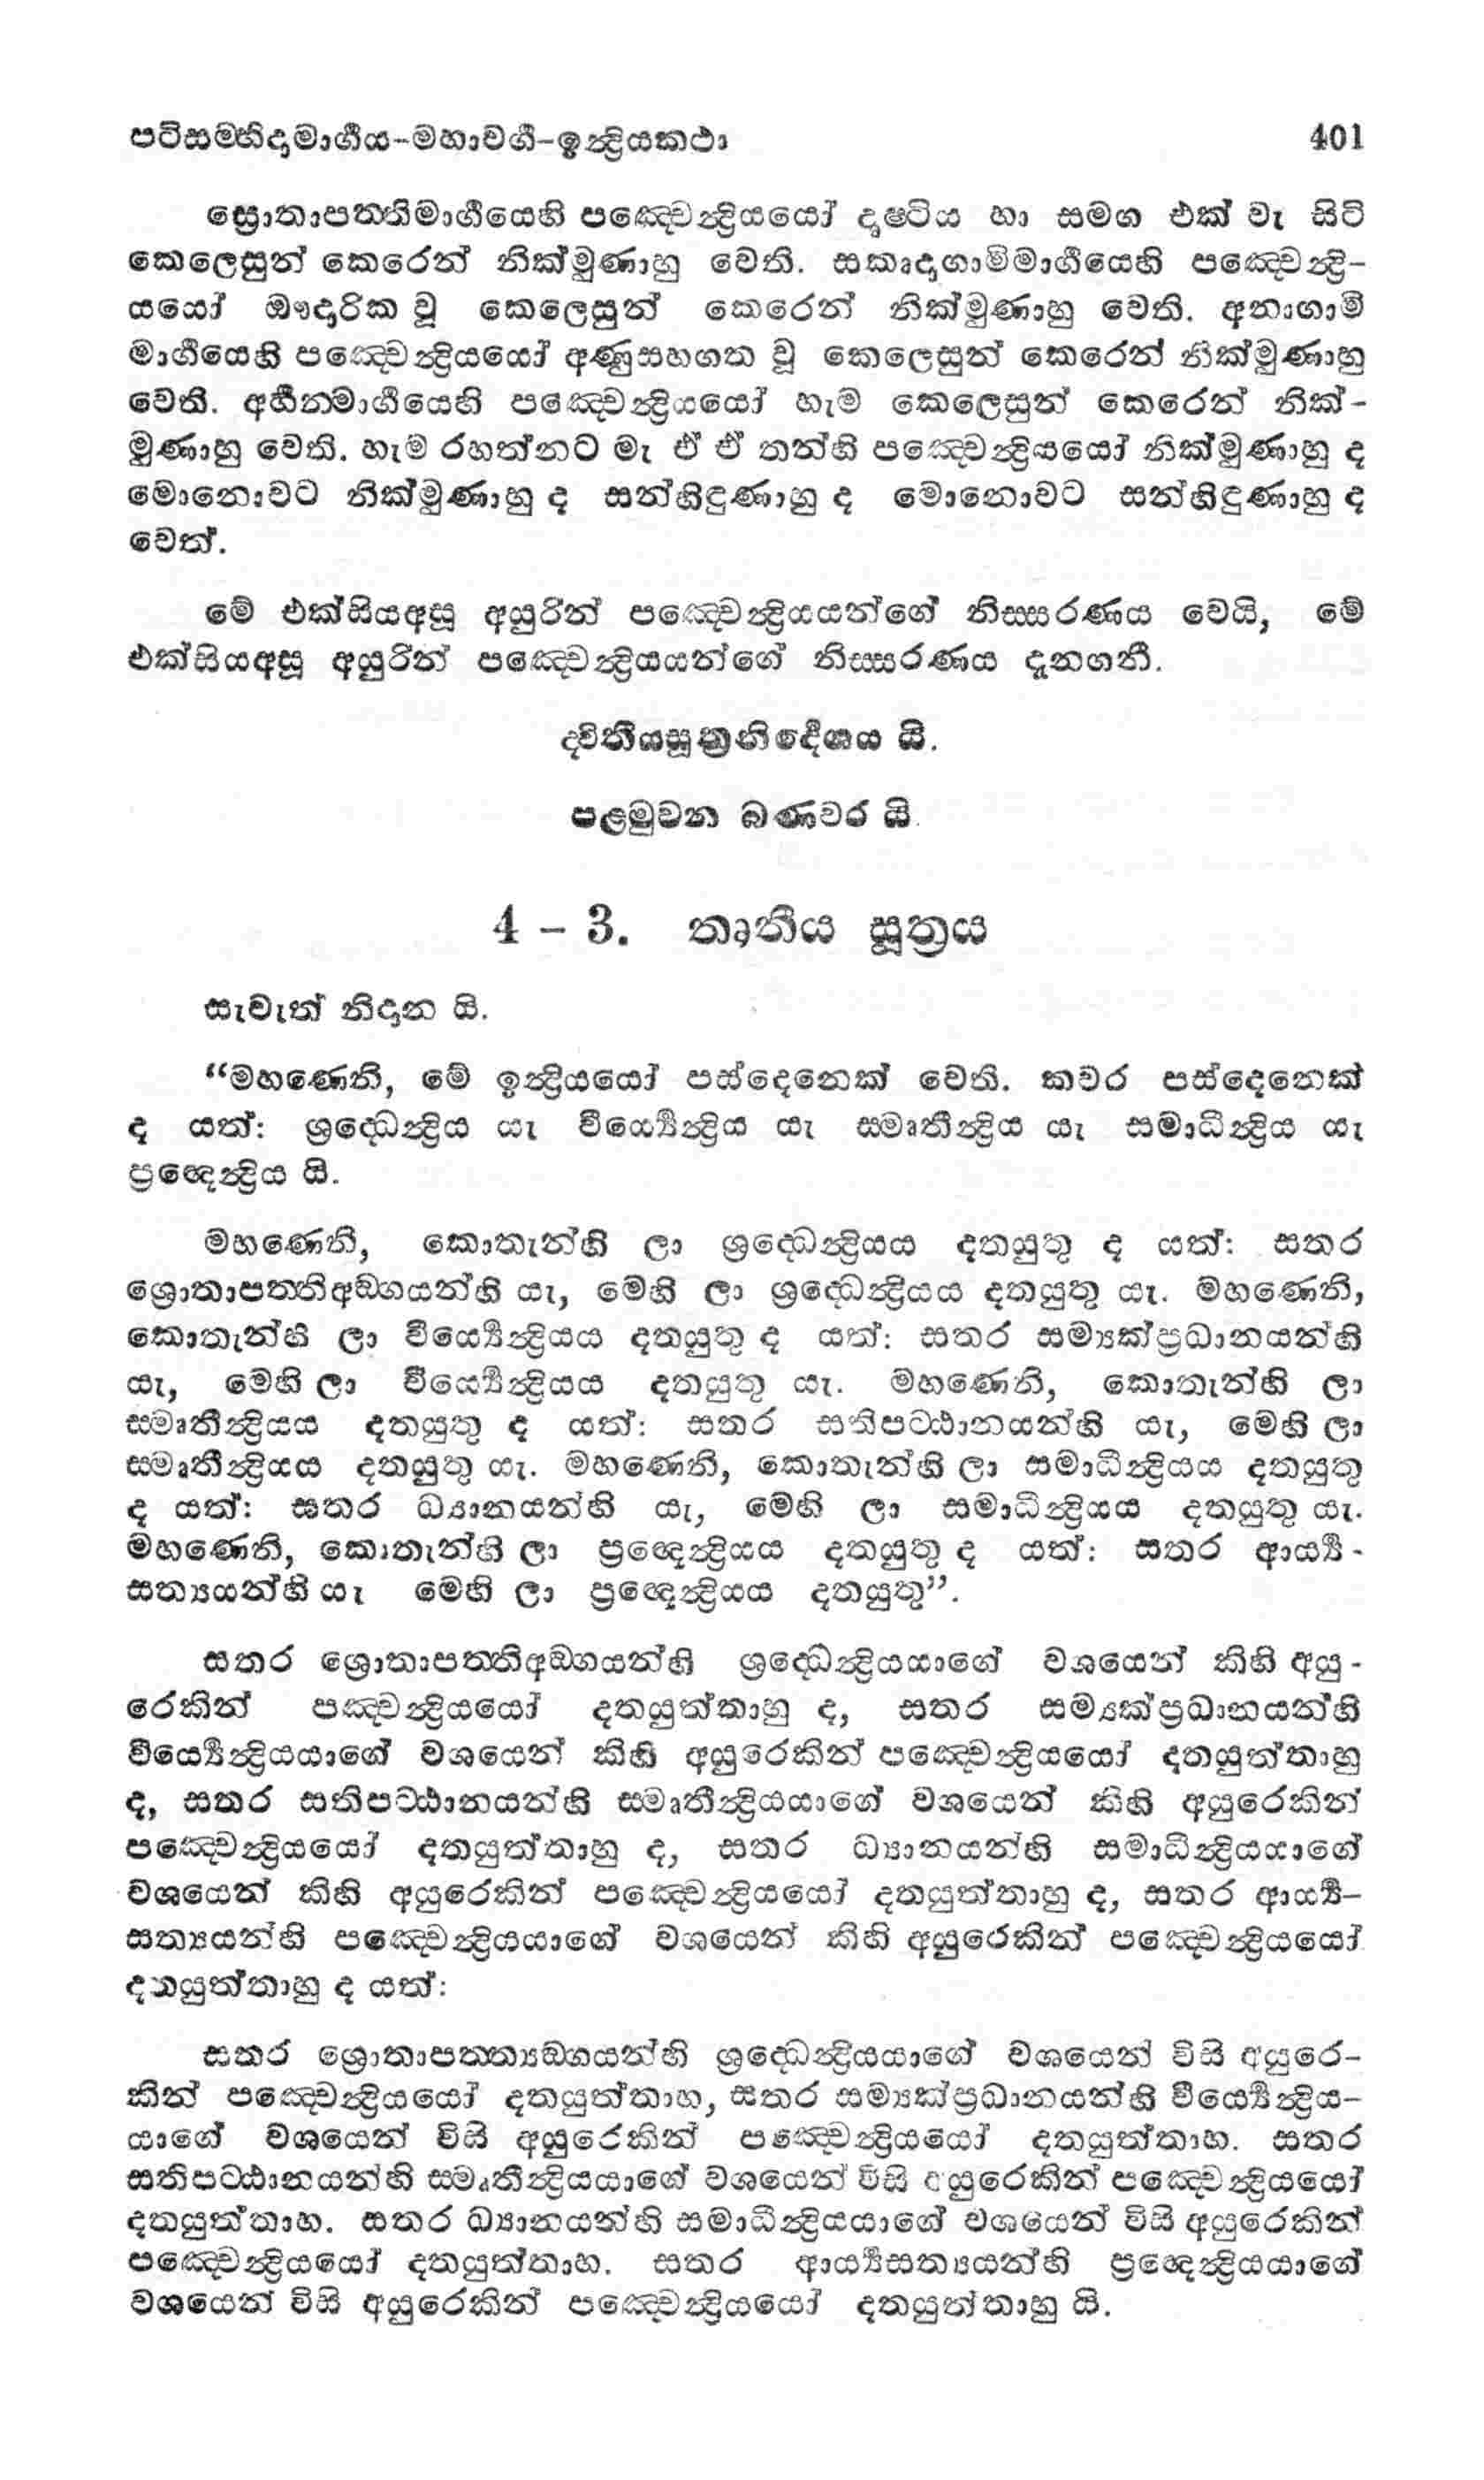 පටිසම්භිදාමාර්ගය-මහාවර්ග-ඉන්ද්‍රියකථා 401
ස්‍රොතාපත්තිමාර්ගයෙහි පඤ්චෙන්ද්‍රියයෝ දෘෂ්ටිය හා සමග එක් වැ සිටි
කෙලෙසුන් කෙරෙන් නික්මුණාහු වෙති. සකෘදාගාමිමාර්ගයෙහි පඤ්චෙන්ද්‍රි-
යයෝ ඖදාරික වූ කෙලෙසුන් කෙරෙන් නික්මුණාහු වෙති. අනාගාමි
මාර්ගයෙහි පඤ්චෙන්ද්‍රියයෝ අණුසහගත වූ කෙලෙසුන් කෙරෙන් නික්මුණාහු
වෙති. අර්හන්මාර්ගයෙහි පඤ්චෙන්ද්‍රියයෝ හැම කෙලෙසුන් කෙරෙන් නික්-
මුණාහු වෙති. හැම රහත්නට මැ ඒ ඒ තන්හි පඤ්චෙන්ද්‍රියයෝ නික්මුණාහු ද
මොනොවට නික්මුණාහු ද සන්හිඳුණාහු ද මොනොවට සන්හිඳුණාහු ද
වෙත්.
මේ එක්සියඅසූ අයුරින් පඤ්චෙන්ද්‍රියයන්ගේ නිස්සරණය වෙයි, මේ
එක්සියඅසූ අයුරින් පඤ්චෙන්ද්‍රියයන්ගේ නිස්සරණය දැනගනී.
ද්විතීයසූත්‍රනිර්දේශය යි.
පළමුවන බණවර යි.
4 - 3. තෘතීය සූත්‍රය
සැවැත් නිදාන යි.
“මහණෙනි, මේ ඉන්ද්‍රියයෝ පස්දෙනෙක් වෙති. කවර පස්දෙනෙක්
ද යත්: ශ්‍රද්ධෙන්ද්‍රිය යැ වීර්‍ය්‍යෙන්ද්‍රිය යැ ස්මෘතීන්ද්‍රිය යැ සමාධීන්ද්‍රිය යැ
ප්‍රඥෙන්ද්‍රිය යි.
මහණෙනි, කොතැන්හි ලා ශ්‍රද්ධෙන්ද්‍රියය දතයුතු ද යත්: සතර
ශ්‍රොතාපත්තිඅඞ්ගයන්හි යැ, මෙහි ලා ශ්‍රද්ධෙන්ද්‍රියය දතයුතු යැ. මහණෙනි,
කොතැන්හි ලා වීර්‍ය්‍යෙන්ද්‍රියය දතයුතු ද යත්: සතර සම්‍යක්ප්‍රධානයන්හි
යැ, මෙහි ලා වීර්‍ය්‍යෙන්ද්‍රියය දතයුතු යැ. මහණෙනි, කොතැන්හි ලා
ස්මෘතීන්ද්‍රියය දතයුතු ද යත්: සතර සතිපට්ඨානයන්හි යැ, මෙහි ලා
ස්මෘතීන්ද්‍රියය දතයුතු යැ. මහණෙනි, කොතැන්හි ලා සමාධීන්ද්‍රියය දතයුතු
ද යත්: සතර ධ්‍යානයන්හි යැ, මෙහි ලා සමාධීන්ද්‍රියය දතයුතු යැ.
මහණෙනි, කොතැන්හි ලා ප්‍රඥෙන්ද්‍රියය දතයුතු ද යත්: සතර ආර්‍ය්‍ය-
සත්‍යයන්හි යැ මෙහි ලා ප්‍රඥෙන්ද්‍රියය දතයුතු”.
සතර ශ්‍රොතාපත්තිඅඞ්ගයන්හි ශ්‍රද්ධෙන්ද්‍රියයාගේ වශයෙන් කිහි අයු-
රෙකින් පඤ්චන්ද්‍රියයෝ දතයුත්තාහු ද, සතර සම්‍යක්ප්‍රධානයන්හි
වීර්‍ය්‍යෙන්ද්‍රියයාගේ වශයෙන් කිහි අයුරෙකින් පඤ්චෙන්ද්‍රියයෝ දතයුත්තාහු
ද, සතර සතිපට්ඨානයන්හි ස්මෘතීන්ද්‍රියයාගේ වශයෙන් කිහි අයුරෙකින්
පඤ්චෙන්ද්‍රියයෝ දතයුත්තාහු ද, සතර ධ්‍යානයන්හි සමාධීන්ද්‍රියයාගේ
වශයෙන් කිහි අයුරෙකින් පඤ්චෙන්ද්‍රියයෝ දතයුත්තාහු ද, සතර ආර්‍ය්‍ය-
සත්‍යයන්හි පඤ්චෙන්ද්‍රියයාගේ වශයෙන් කිහි අයුරෙකින් පඤ්චෙන්ද්‍රියයෝ
දතයුත්තාහු ද යත්:
සතර ශ්‍රොතාපත්ත්‍යඞ්ගයන්හි ශ්‍රද්ධෙන්ද්‍රියයාගේ වශයෙන් විසි අයුරෙ-
කින් පඤ්චෙන්ද්‍රියයෝ දතයුත්තාහ, සතර සම්‍යක්ප්‍රධානයන්හි වීර්‍ය්‍යෙන්ද්‍රිය-
යාගේ වශයෙන් විසි අයුරෙකින් පඤ්චෙන්ද්‍රියයෝ දතයුත්තාහ. සතර
සතිපට්ඨානයන්හි ස්මෘතීන්ද්‍රියයාගේ වශයෙන් විසි අයුරෙකින් පඤ්චෙන්ද්‍රියයෝ
දතයුත්තාහ. සතර ධ්‍යානයන්හි සමාධීන්ද්‍රියයාගේ වශයෙන් විසි අයුරෙකින්
පඤ්චෙන්ද්‍රියයෝ දතයුත්තාහ. සතර ආර්‍ය්‍යසත්‍යයන්හි ප්‍රඥෙන්ද්‍රියයාගේ
වශයෙන් විසි අයුරෙකින් පඤ්චෙන්ද්‍රියයෝ දතයුත්තාහු යි.